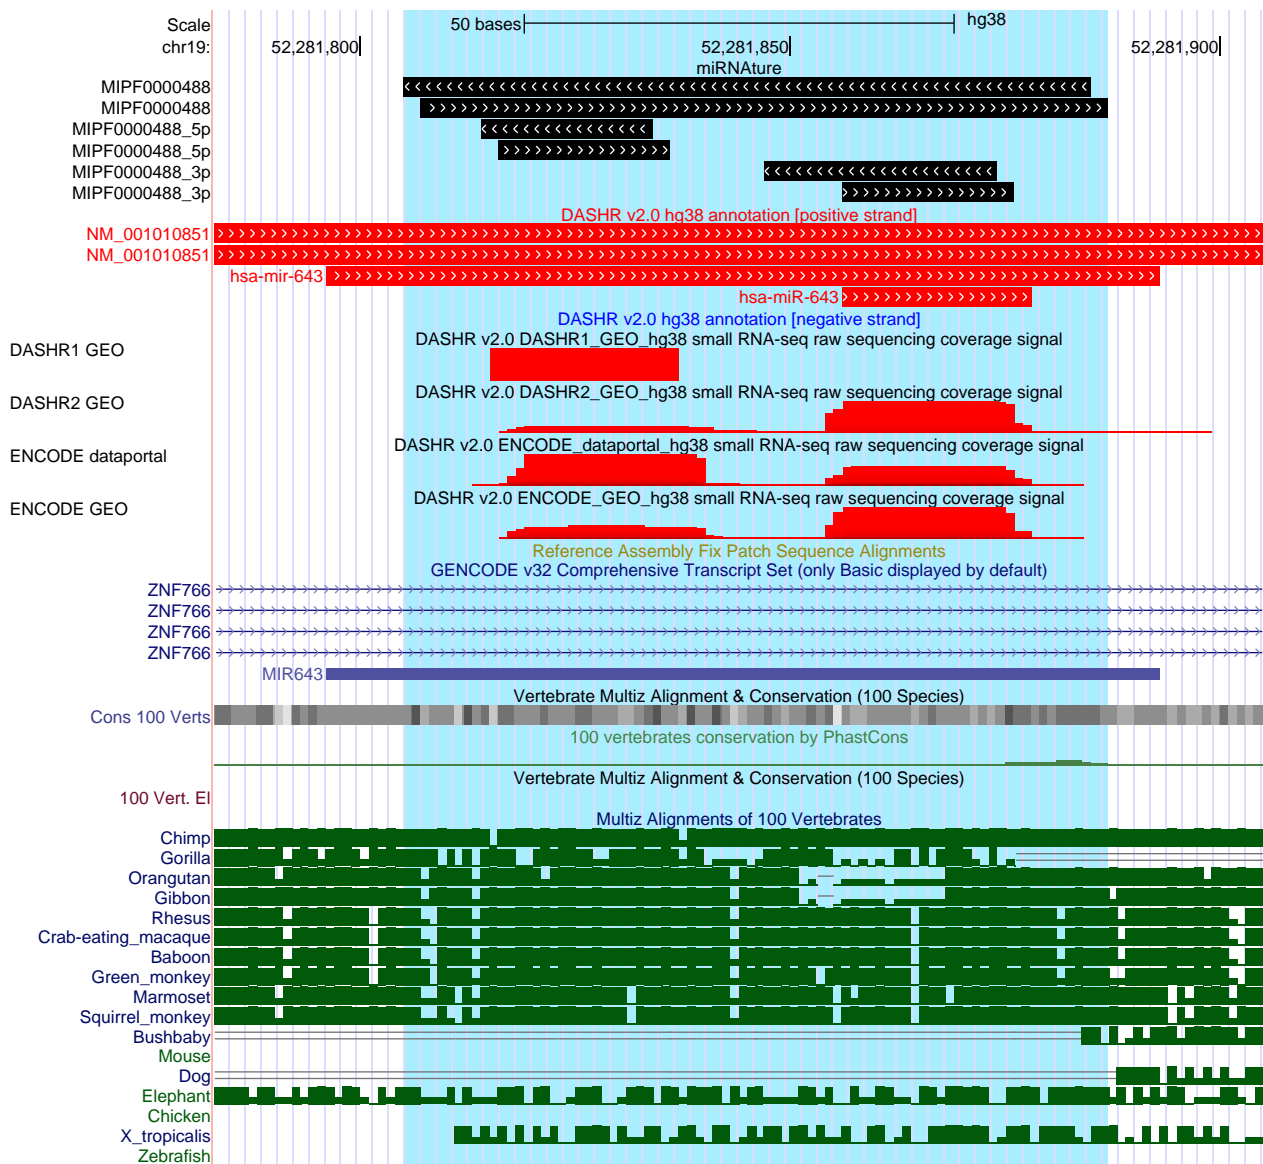 Scale 50 bases hg38
chr19: 52,281,800 52,281,850 52,281,900
miRNAture
MIPF0000488
MIPF0000488
MIPF0000488_5p
MIPF0000488_5p
MIPF0000488_3p
MIPF0000488_3p
DASHR v2.0 hg38 annotation [positive strand]
NM_001010851
NM_001010851
hsa-mir-643
hsa-miR-643
DASHR v2.0 hg38 annotation [negative strand]
DASHR v2.0 DASHR1_GEO_hg38 small RNA-seq raw sequencing coverage signal
DASHR1 GEO
DASHR v2.0 DASHR2_GEO_hg38 small RNA-seq raw sequencing coverage signal
DASHR2 GEO
DASHR v2.0 ENCODE_dataportal_hg38 small RNA-seq raw sequencing coverage signal
ENCODE dataportal
DASHR v2.0 ENCODE_GEO_hg38 small RNA-seq raw sequencing coverage signal
ENCODE GEO
Reference Assembly Fix Patch Sequence Alignments
GENCODE v32 Comprehensive Transcript Set (only Basic displayed by default)
ZNF766
ZNF766
ZNF766
ZNF766
MIR643
Vertebrate Multiz Alignment & Conservation (100 Species)
Cons 100 Verts
100 vertebrates conservation by PhastCons
Vertebrate Multiz Alignment & Conservation (100 Species)
100 Vert. El
Multiz Alignments of 100 Vertebrates
Chimp
Gorilla
Orangutan
Gibbon
Rhesus
Crab-eating_macaque
Baboon
Green_monkey
Marmoset
Squirrel_monkey
Bushbaby
Mouse
Dog
Elephant
Chicken
X_tropicalis
Zebrafish